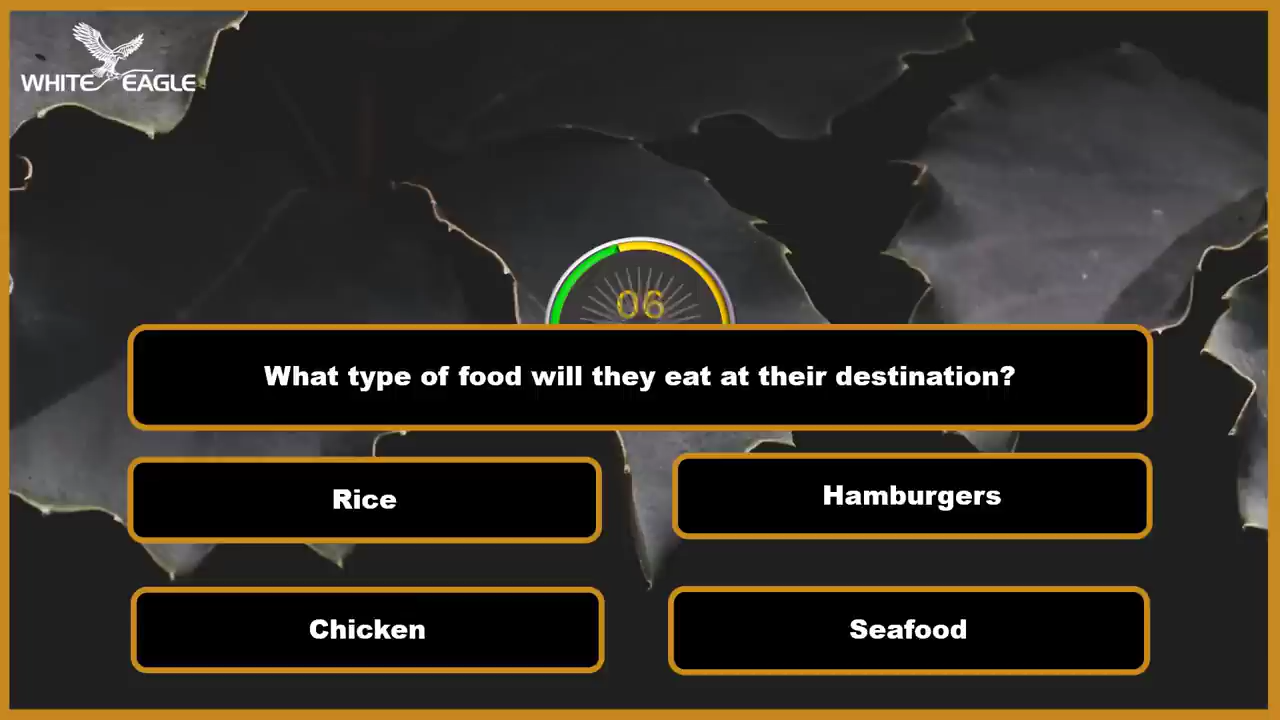 WHITE EAGLE
06
What type of food will they eat at their destination?
Rice
Hamburgers
Chicken
Seafood